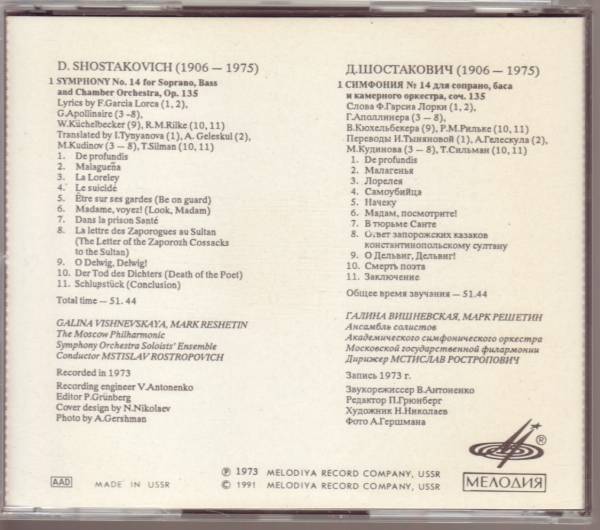 D. SHOSTAKOVICH (1906 — 1975)
1 SYMPHONY No. 14 for Soprano, Bass
and Chamber Orchestra, Op. 135
Lyrics by F.Garcia Lorca (1, 2),
G.Apollinaire (3 -8),
W.Küchelbecker (9), R.M.Rilke (10, 11)
Translated by I.Tynyanova (1), A. Geleskul (2),
M.Kudinov (3 — 8), T.Silman (10, 11)
1. De profundis
2. Malagueña
3. La Loreley
4. Le suicidé
5. Être sur ses gardes (Be on guard)
6. Madame, voyez! (Look, Madam)
7. Dans la prison Santé
8. La lettre des Zaporogues au Sultan
(The Letter of the Zaporozh Cossacks
to the Sultan)
9. O Delwig, Delwig!
10. Der Tod des Dichters (Death of the Poet)
11. Schlupstück (Conclusion)
Total time — 51. 44
GALINA VISHNEVSKAYA, MARK RESHETIN
The Moscow Philharmonic
Symphony Orchestra Soloists' Ensemble
Conductor MSTISLAV ROSTROPOVICH
Recorded in 1973
Recording engineer V.Antonenko
Editor P.Grünberg
Cover design by N.Nikolaev
Photo by A.Gershman
Д.ШОСТАКОВИЧ (1906 — 1975)
1 СИМФОНИЯ № 14 для сопрано, баса
и камерного оркестра, соч. 135
Слова Ф.Гарсиа Лорки (1, 2),
Г.Аполлинера (3 — 8),
В.Кюхельбекера (9), Р.М.Рильке (10, 11)
Переводы И.Тыняновой (1), А.Гелескула (2),
М.Кудинова (3 — 8), Т.Сильман (10, 11)
1. De profundis
2. Малагенья
3. Лорелея
4. Самоубийца
5. Начеку
6. Мадам, посмотрите!
7. В тюрьме Санте
8. Ответ запорожских казаков
константинопольскому султану
9. О Дельвиг, Дельвиг!
10. Смерть поэта
11. Заключение
Общее время звучания — 51.44
ГАЛИНА ВИШНЕВСКАЯ, МАРК РЕШЕТИН
Ансамбль солистов
Академического симфонического оркестра
Московской государственной филармонии
Дирижер МСТИСЛАВ РОСТРОПОВИЧ
Запись 1973 г.
Звукорежиссер В.Антоненко
Редактор П.Грюнберг
Художник Н.Николаев
Фото А.Гершмана
AAD
MADE IN USSR
℗ 1973 MELODIYA RECORD COMPANY, USSR
© 1991 MELODIYA RECORD COMPANY, USSR
®
МЕЛОДИЯ